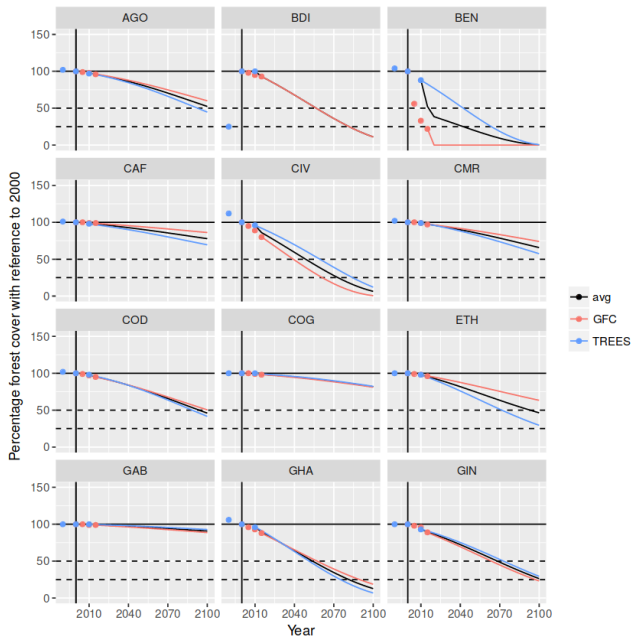 AGO BDI BEN
150
100
50
0
CAF CIV CMR
150
100
50
0
COD COG ETH
150
100
50
0
GAB GHA GIN
150
100
50
0
2010 2040 2070 2100 2010 2040 2070 2100 2010 2040 2070 2100
Year
Percentage forest cover with reference to 2000
avg
GFC
TREES